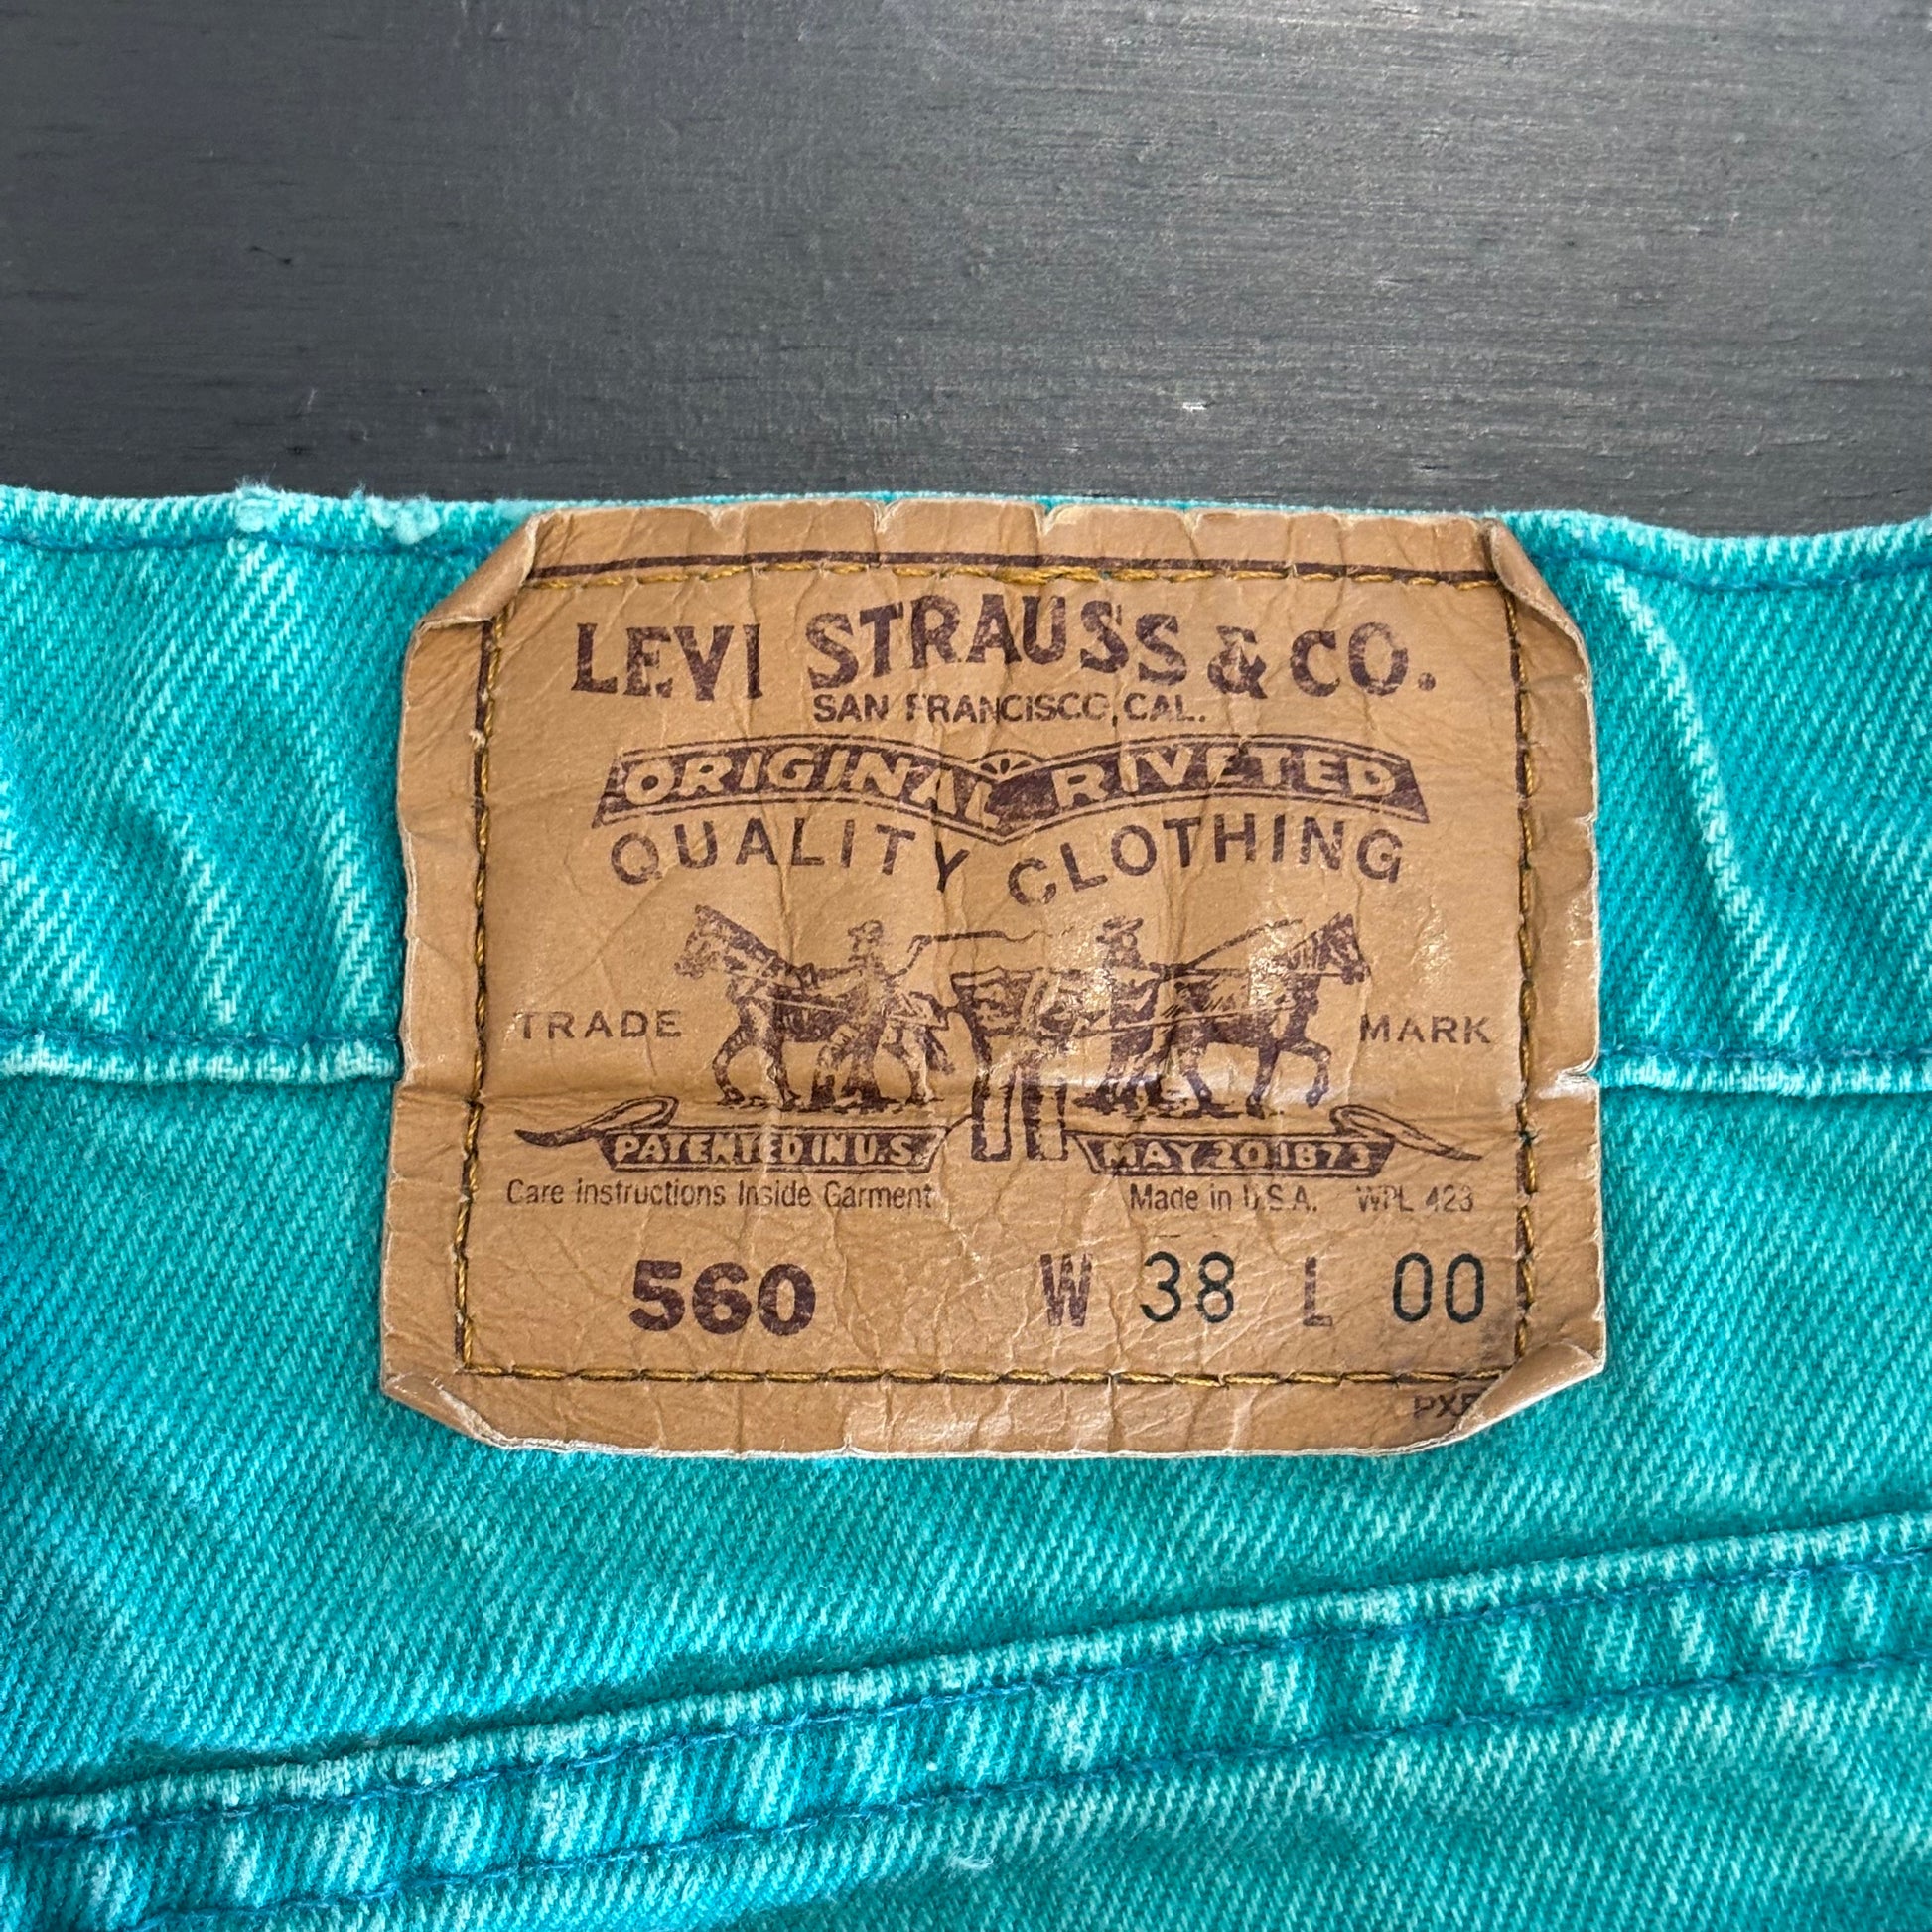 LEVI STRAUSS & CO.
SAN FRANCISCO, CAL.
ORIGINAL RIVETED
QUALITY CLOTHING
TRADE MARK
PATENTED IN U.S. MAY 20 1873
Care instructions Inside Garment Made in U.S.A. WPL 423
560 W 38 L 00